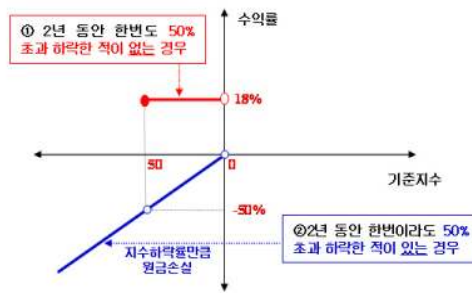 수익률
① 2년 동안 한번도 50%
초과 하락한 적이 없는 경우
18%
50
0
기준지수
-50%
②2년 동안 한번이라도 50%
초과 하락한 적이 있는 경우
지수하락률만큼
원금손실